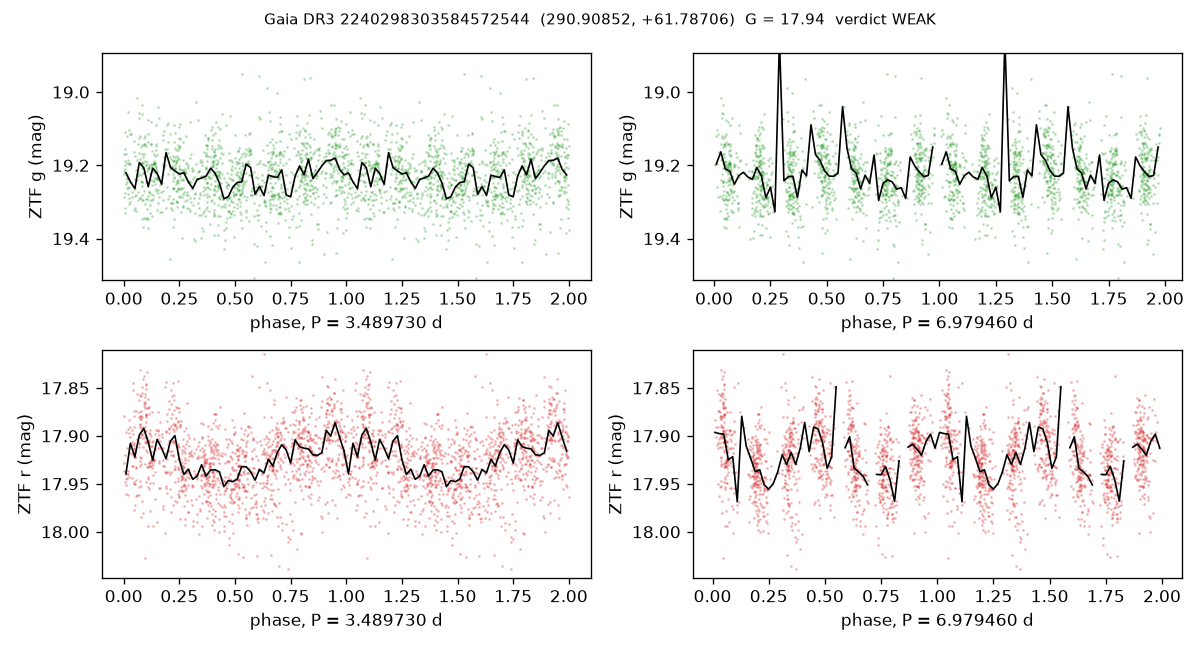 Gaia DR3 2240298303584572544  (290.90852, +61.78706)  G = 17.94  verdict WEAK
ZTF g (mag)
19.0
19.2
19.4
0.00 0.25 0.50 0.75 1.00 1.25 1.50 1.75 2.00
phase, P = 3.489730 d
ZTF g (mag)
19.0
19.2
19.4
0.00 0.25 0.50 0.75 1.00 1.25 1.50 1.75 2.00
phase, P = 6.979460 d
ZTF r (mag)
17.85
17.90
17.95
18.00
0.00 0.25 0.50 0.75 1.00 1.25 1.50 1.75 2.00
phase, P = 3.489730 d
ZTF r (mag)
17.85
17.90
17.95
18.00
0.00 0.25 0.50 0.75 1.00 1.25 1.50 1.75 2.00
phase, P = 6.979460 d